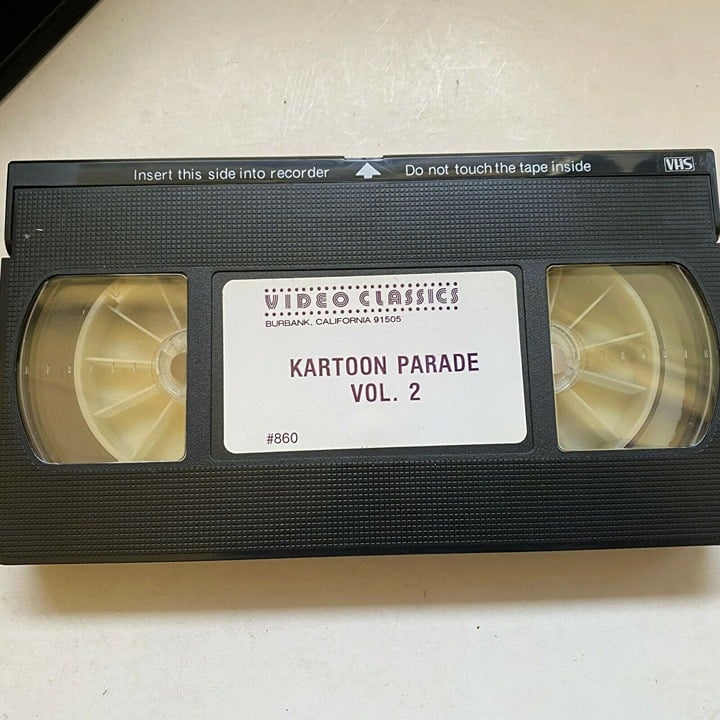 Insert this side into recorder Do not touch the tape inside VHS
VIDEO CLASSICS
BURBANK, CALIFORNIA 91505
KARTOON PARADE
VOL. 2
#860